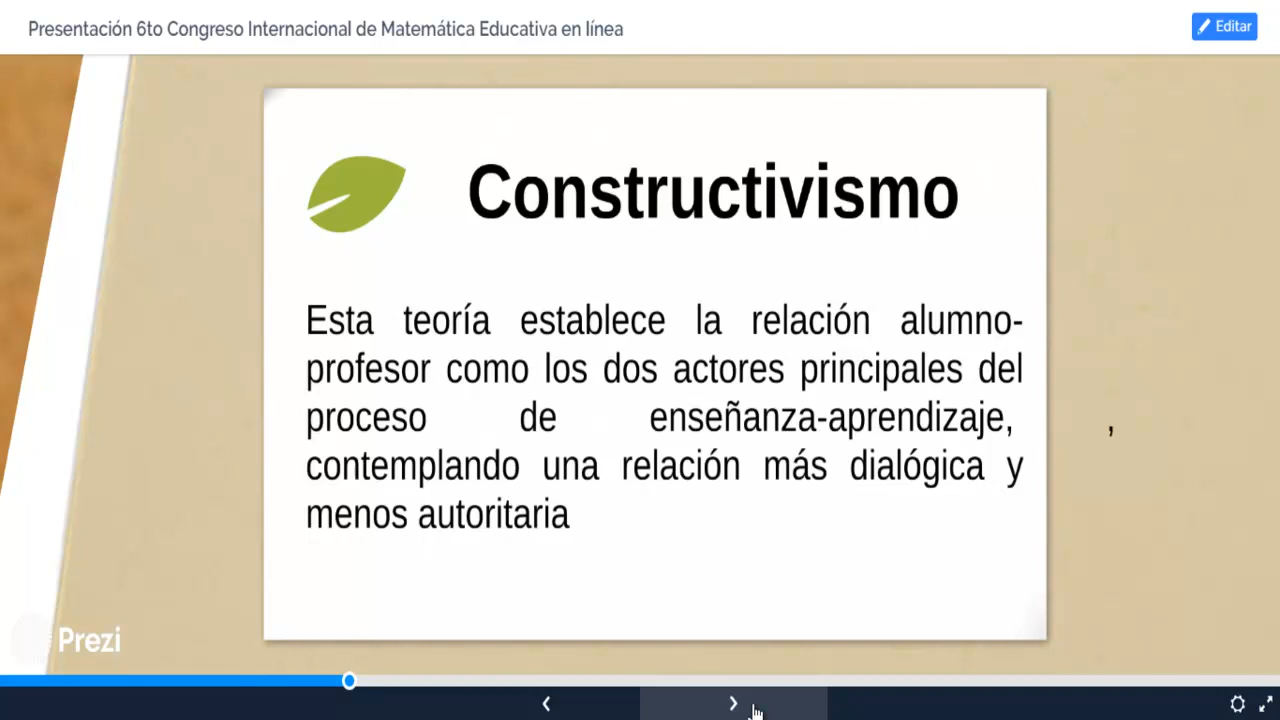 Presentación 6to Congreso Internacional de Matemática Educativa en línea
Editar
Constructivismo
Esta teoría establece la relación alumno-
profesor como los dos actores principales del
proceso de enseñanza-aprendizaje, ,
contemplando una relación más dialógica y
menos autoritaria
Prezi